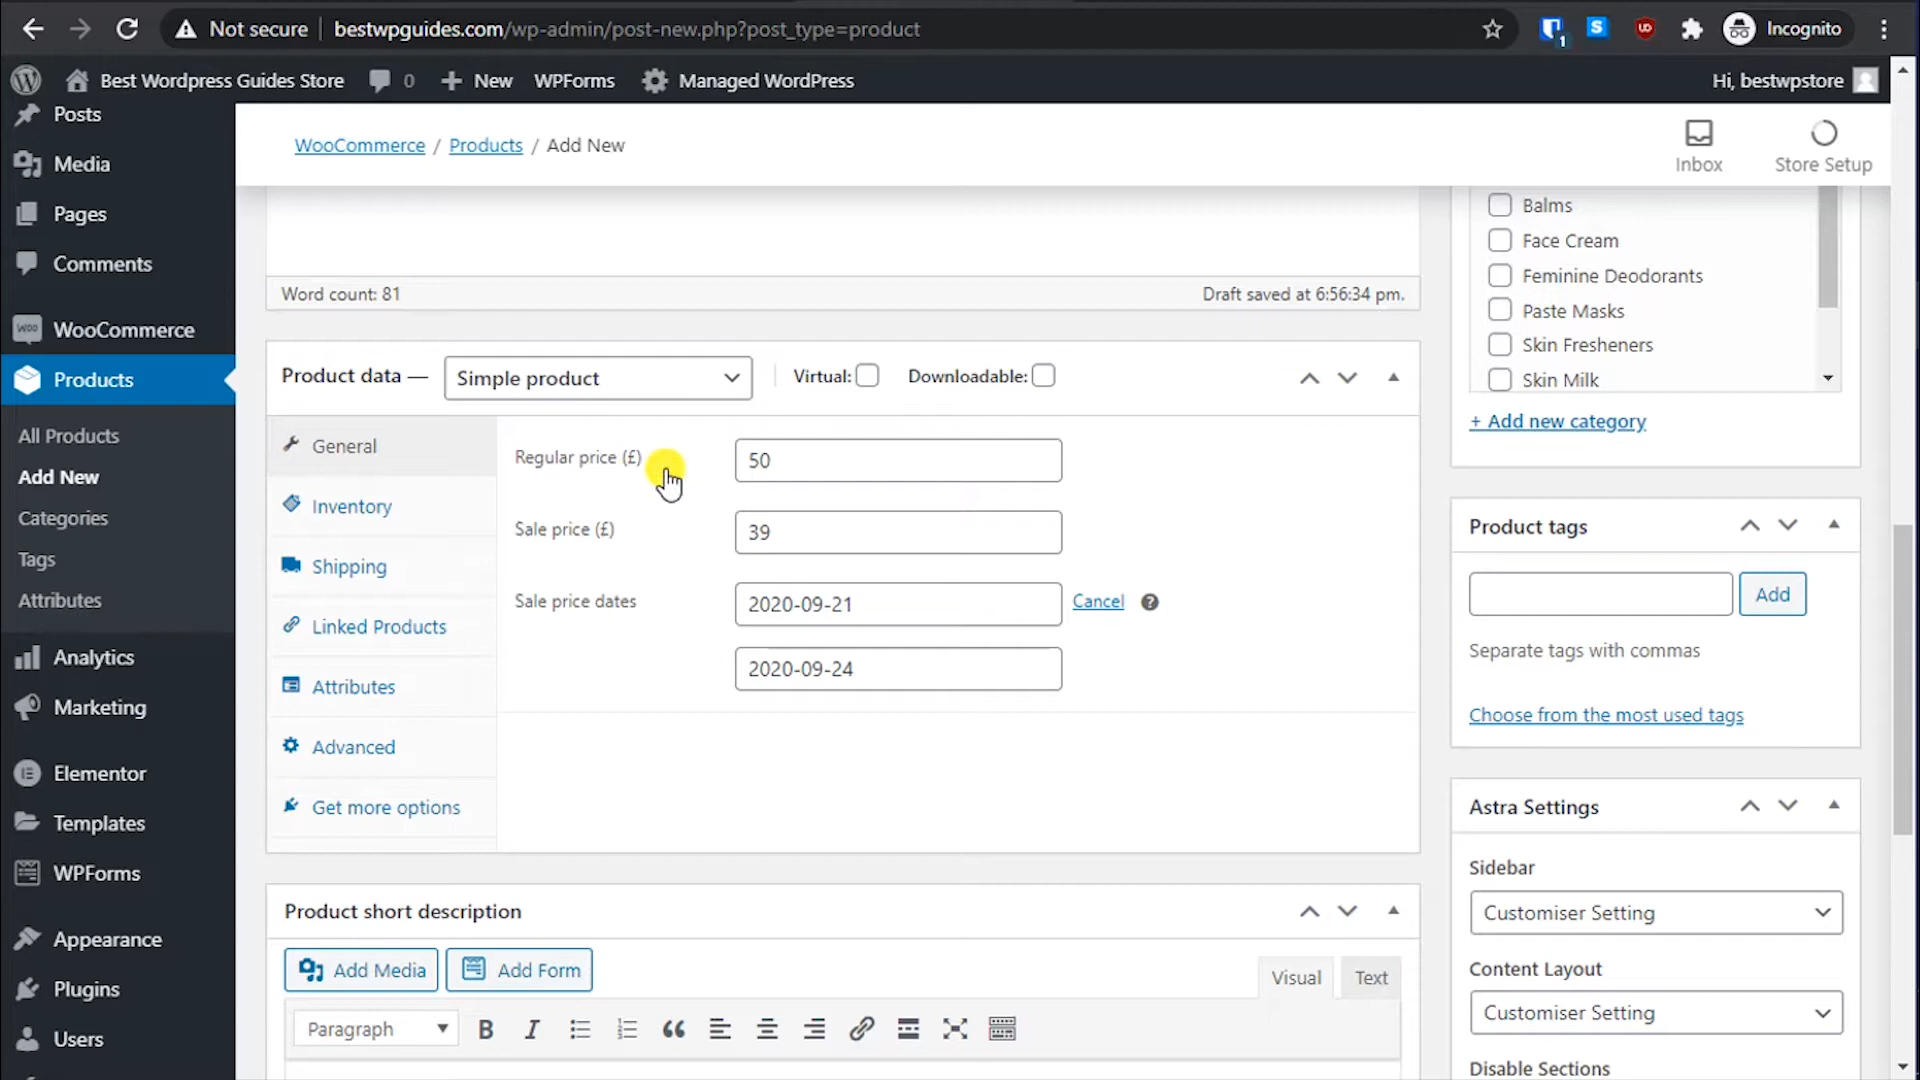 Not secure
bestwpguides.com/wp-admin/post-new.php?post_type=product
1
S
UD
Incognito
Best Wordpress Guides Store
0
New
WPForms
Managed WordPress
Hi, bestwpstore
Posts
Media
Pages
Comments
WOO
WooCommerce
Products
All Products
Add New
Categories
Tags
Attributes
Analytics
Marketing
Elementor
Templates
WPForms
Appearance
Plugins
Users
WooCommerce / Products / Add New
Inbox
Store Setup
Word count: 81
Draft saved at 6:56:34 pm.
Product data — Simple product
Virtual:
Downloadable:
General
Inventory
Shipping
Linked Products
Attributes
Advanced
Get more options
Regular price (£)
50
Sale price (£)
39
Sale price dates
2020-09-21
Cancel
?
2020-09-24
Product short description
Add Media
Add Form
Visual
Text
Paragraph
B
I
Balms
Face Cream
Feminine Deodorants
Paste Masks
Skin Fresheners
Skin Milk
+ Add new category
Product tags
Add
Separate tags with commas
Choose from the most used tags
Astra Settings
Sidebar
Customiser Setting
Content Layout
Customiser Setting
Disable Sections